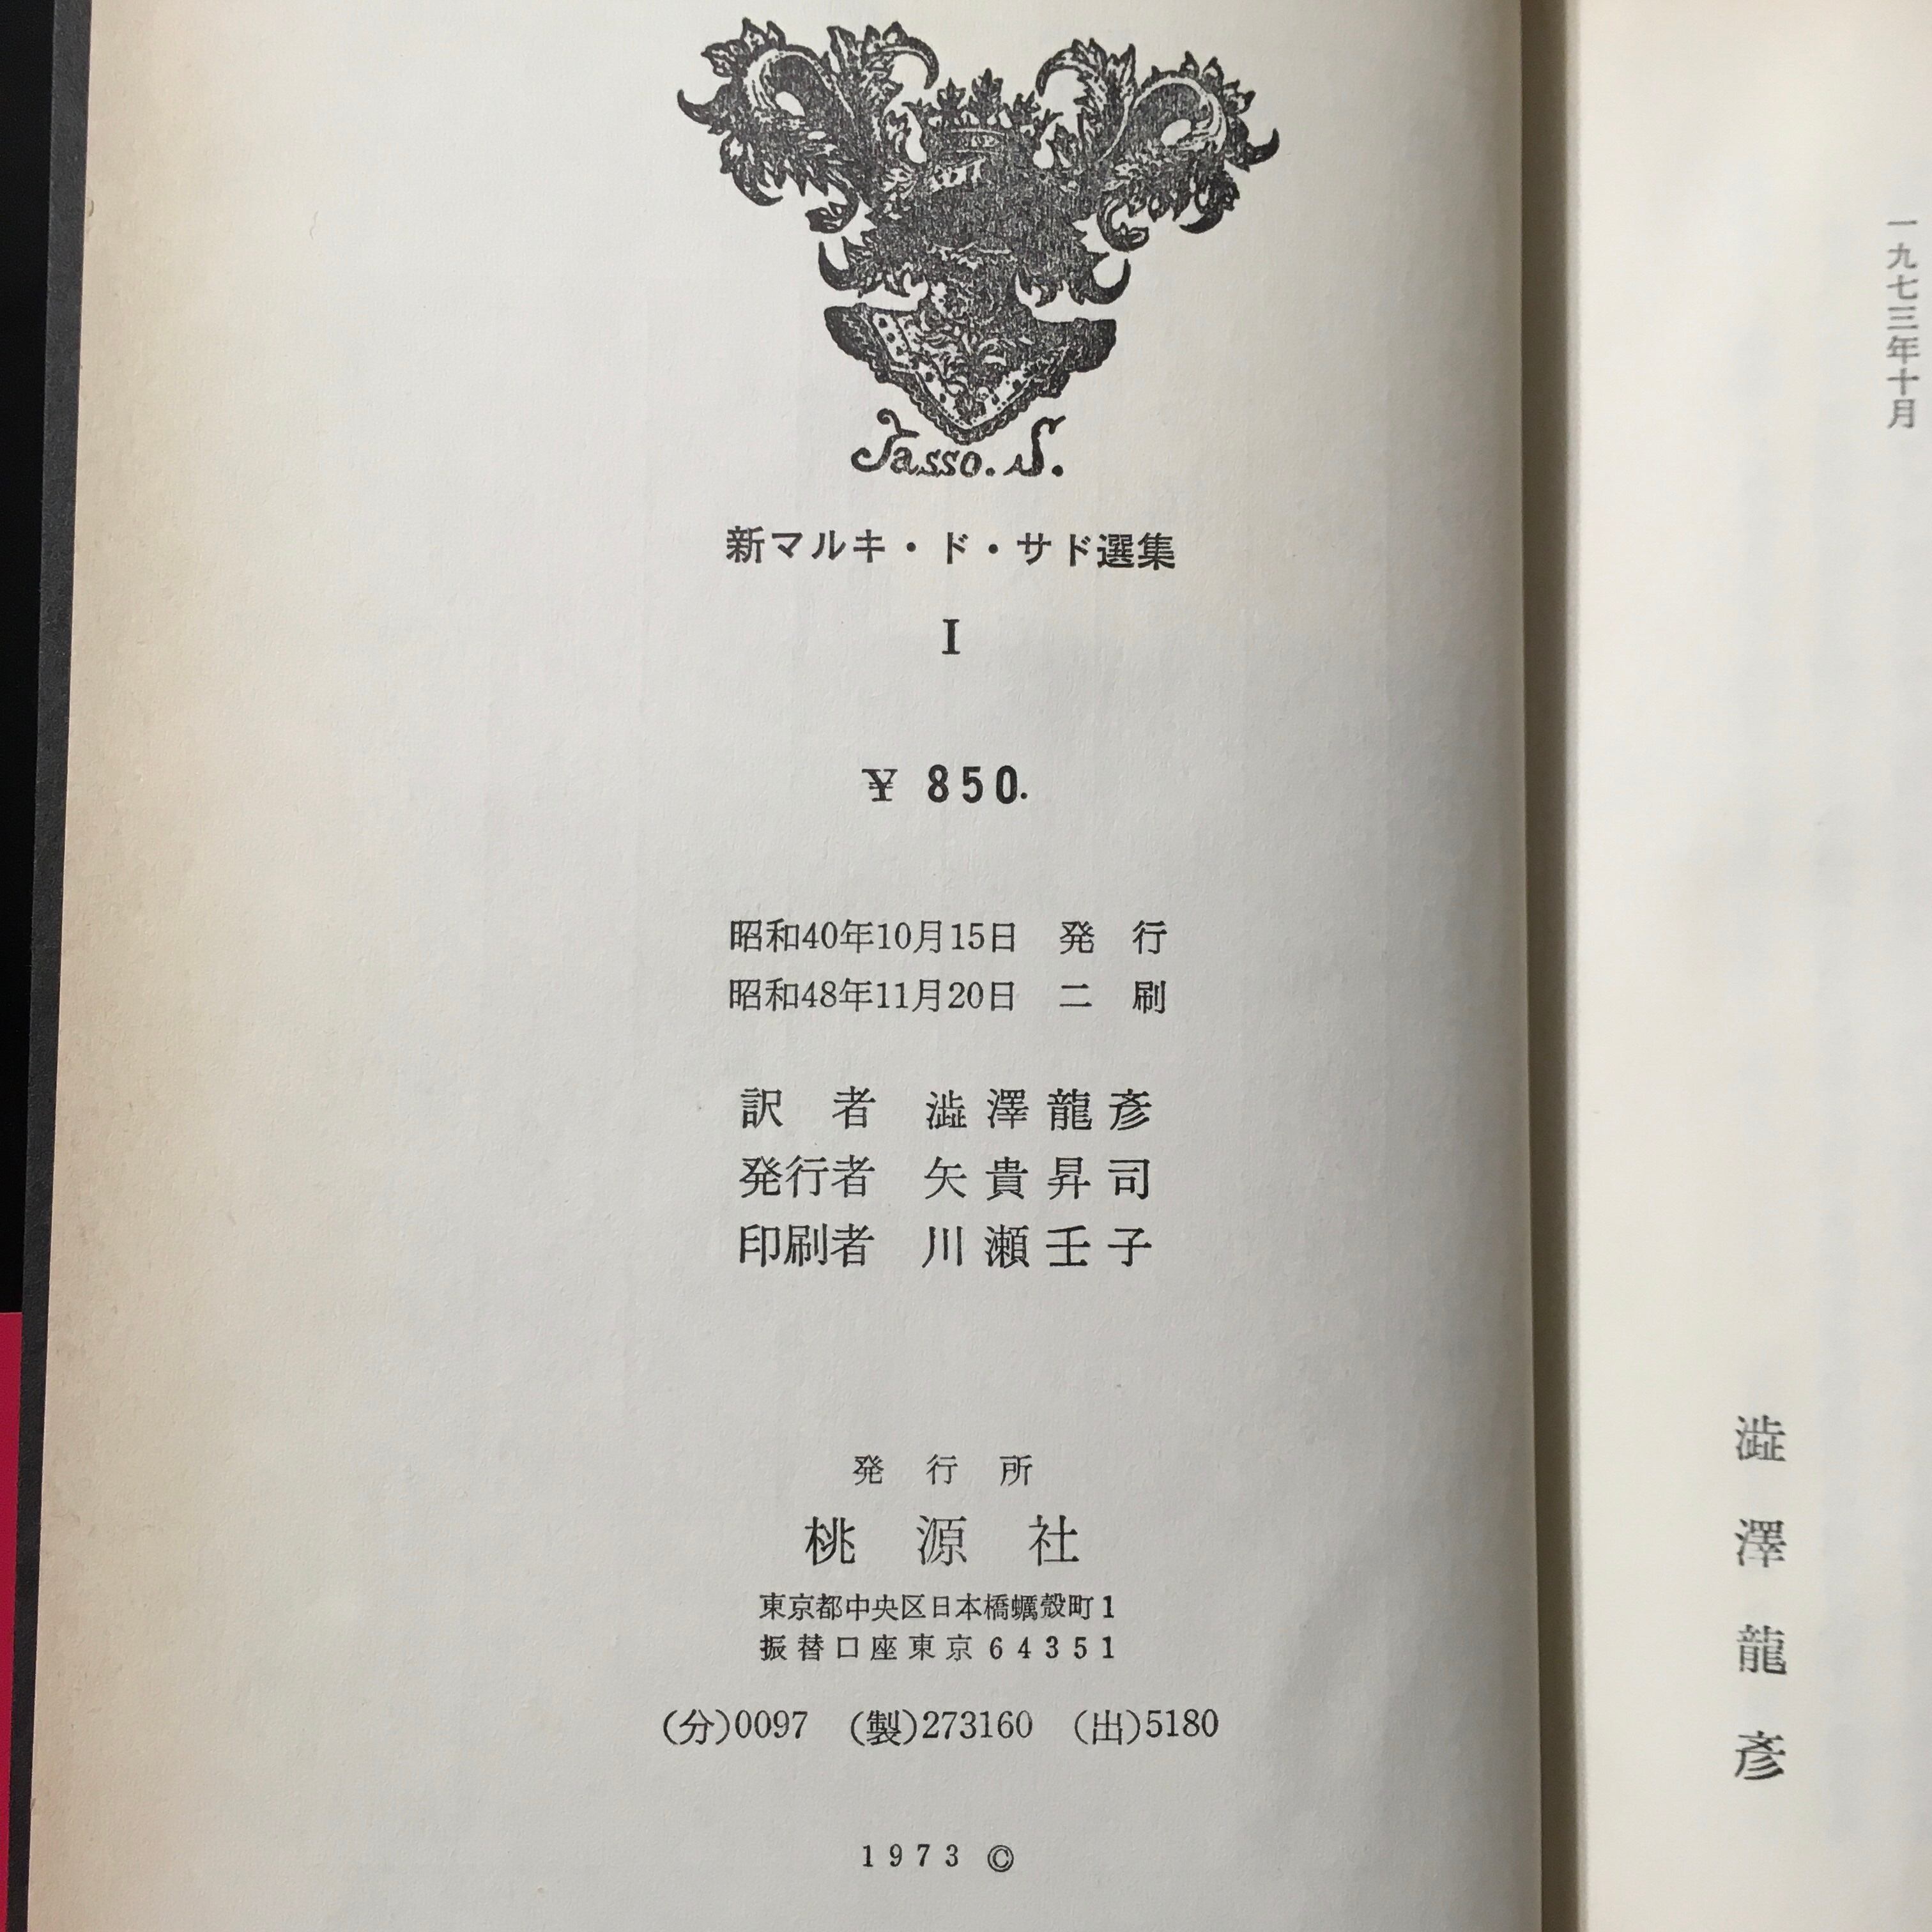 一九七三年十月
澁澤龍彥
Tasso. S.
新マルキ・ド・サド選集
I
¥ 850.
昭和40年10月15日 発 行
昭和48年11月20日 二 刷
訳 者 澁澤龍彥
発行者 矢貴昇司
印刷者 川瀬壬子
発 行 所
桃 源 社
東京都中央区日本橋蠣殻町1
振替口座東京64351
(分)0097 (製)273160 (出)5180
1973 ©